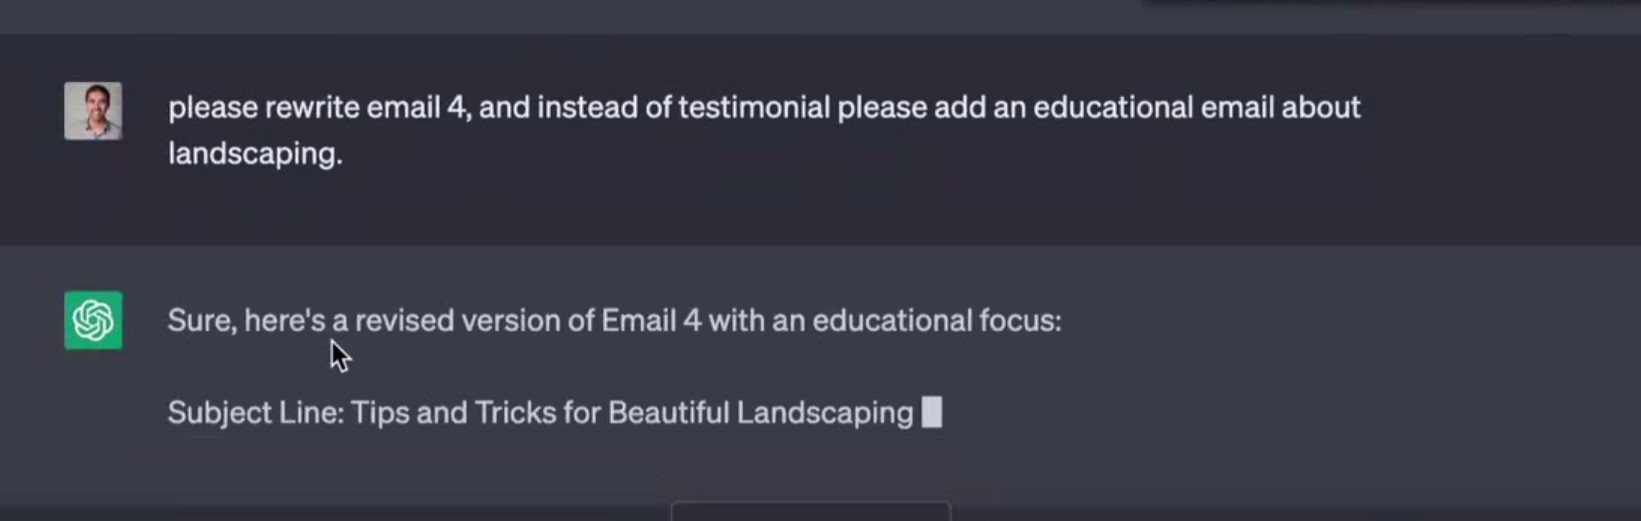 please rewrite email 4, and instead of testimonial please add an educational email about
landscaping.
Sure, here's a revised version of Email 4 with an educational focus:
Subject Line: Tips and Tricks for Beautiful Landscaping